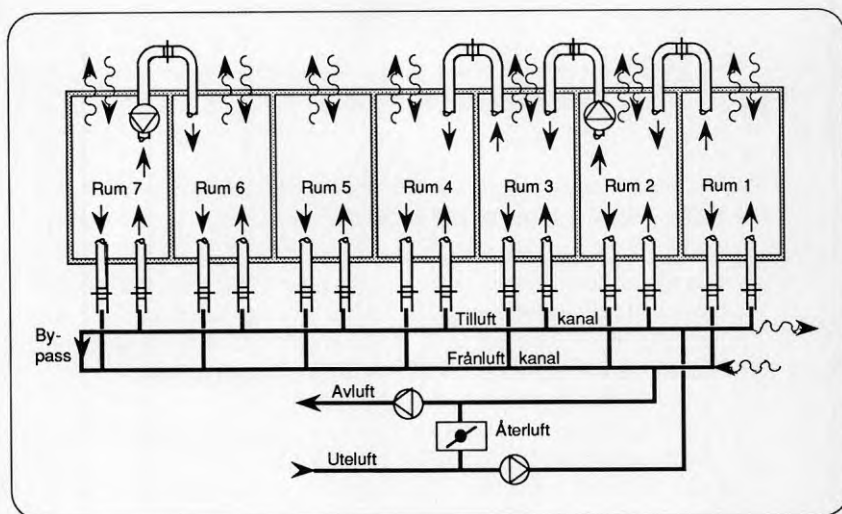 Rum 7 Rum 6 Rum 5 Rum 4 Rum 3 Rum 2 Rum 1
Tilluft kanal
By-
pass
Frånluft kanal
Avluft
Återluft
Uteluft